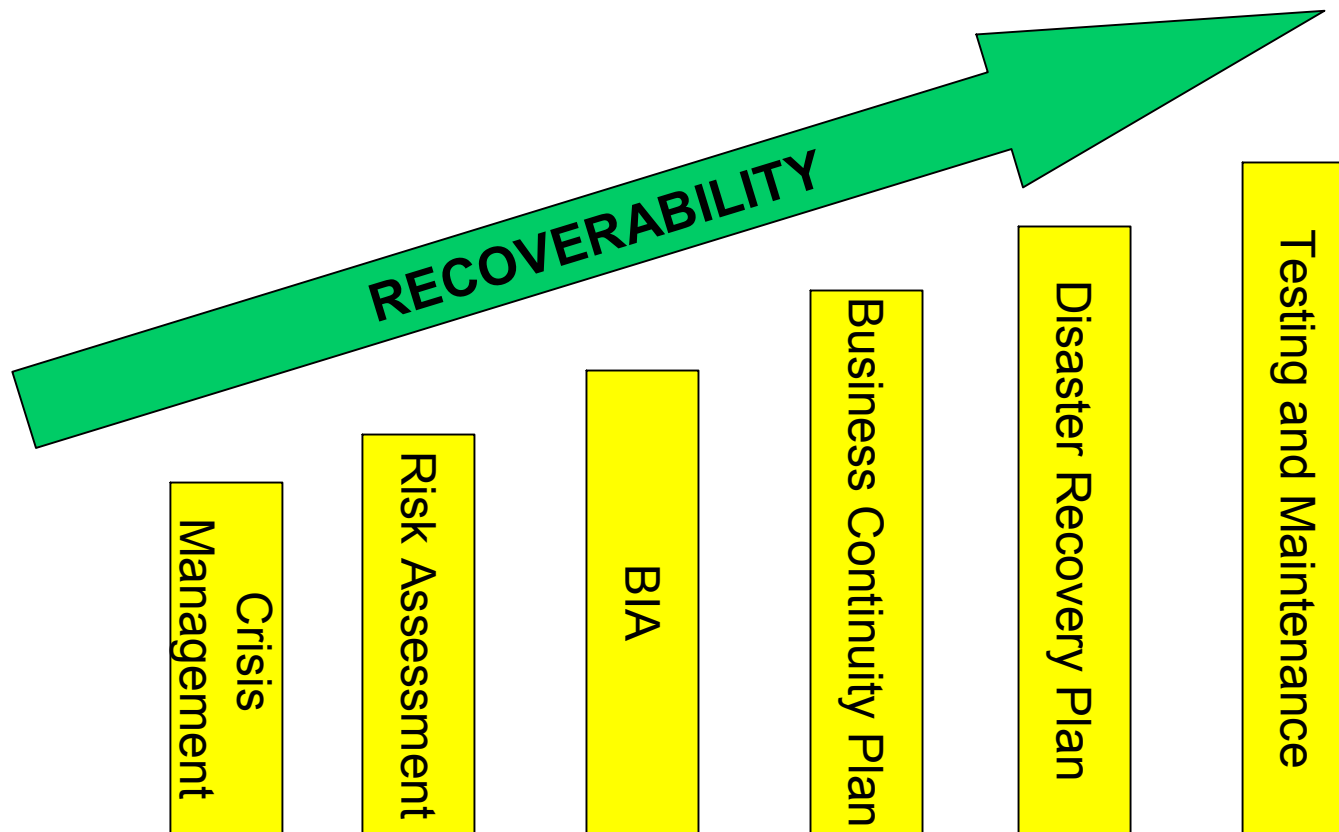 RECOVERABILITY
Crisis
Management
Risk Assessment
BIA
Business Continuity Plan
Disaster Recovery Plan
Testing and Maintenance